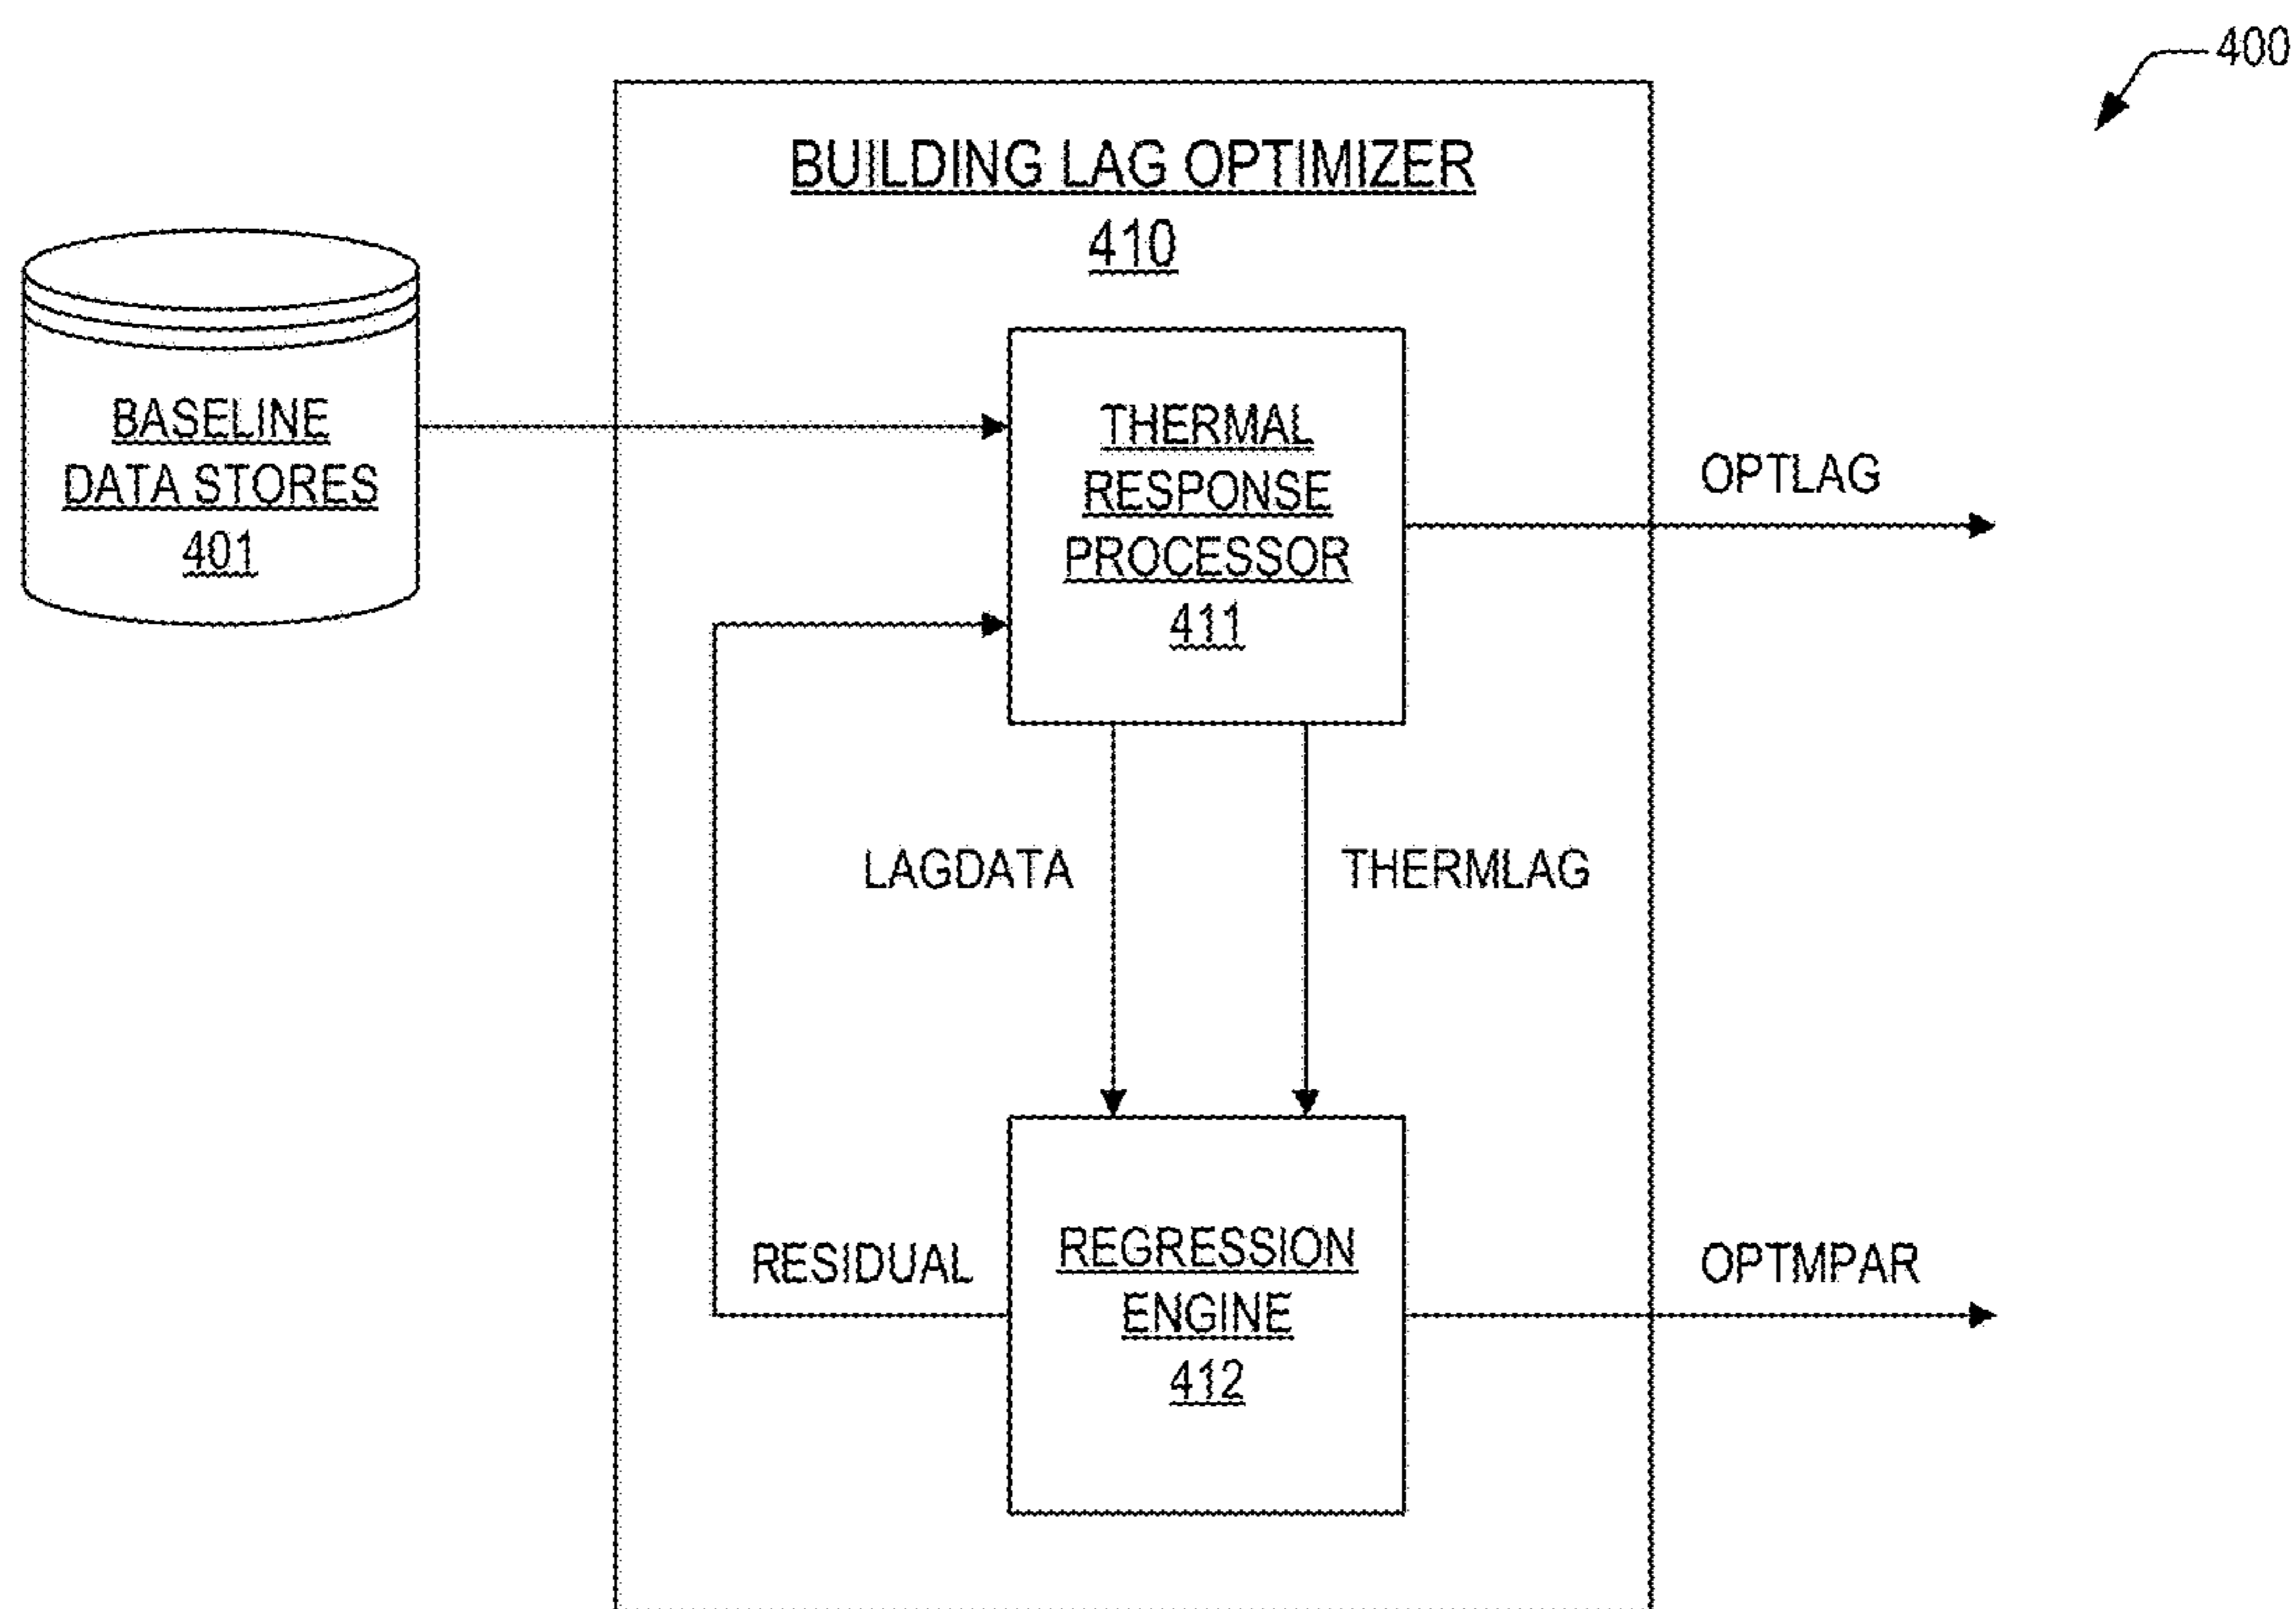 400
BUILDING LAG OPTIMIZER
410
BASELINE
DATA STORES
401
THERMAL
RESPONSE
PROCESSOR
411
OPTLAG
LAGDATA
THERMLAG
RESIDUAL
REGRESSION
ENGINE
412
OPTMPAR